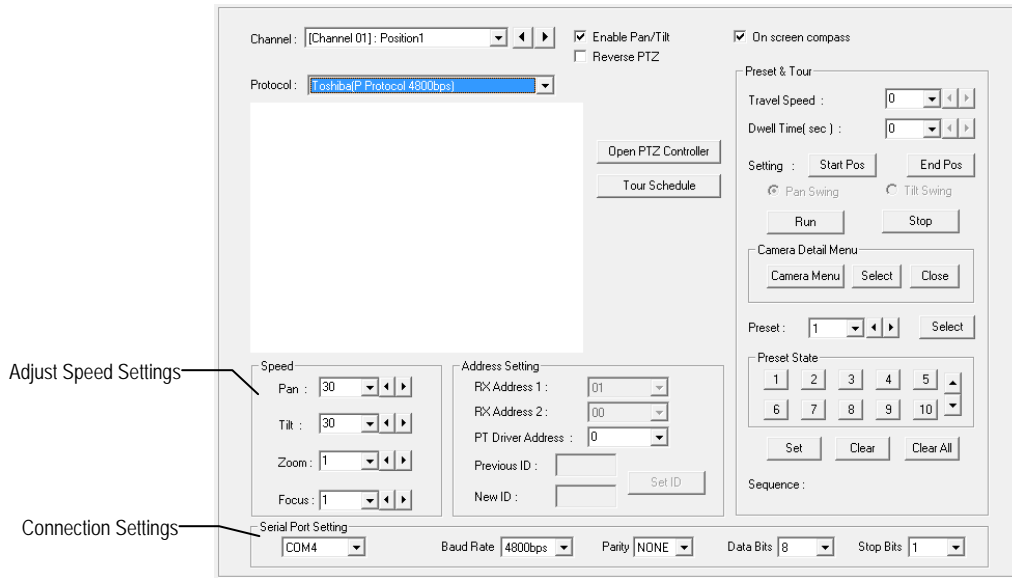 Channel : [Channel 01] : Position1
Enable Pan/Tilt
On screen compass
Reverse PTZ
Protocol : Toshiba(P Protocol 4800bps)
Open PTZ Controller
Tour Schedule
Preset & Tour
Travel Speed : 0
Dwell Time( sec ) : 0
Setting : Start Pos End Pos
Pan Swing Tilt Swing
Run Stop
Camera Detail Menu
Camera Menu Select Close
Preset : 1 Select
Preset State
1 2 3 4 5
6 7 8 9 10
Set Clear Clear All
Sequence :
Adjust Speed Settings
Speed
Pan : 30
Tilt : 30
Zoom : 1
Focus : 1
Address Setting
RX Address 1 : 01
RX Address 2 : 00
PT Driver Address : 0
Previous ID :
New ID :
Set ID
Connection Settings
Serial Port Setting
COM4 Baud Rate 4800bps Parity NONE Data Bits 8 Stop Bits 1